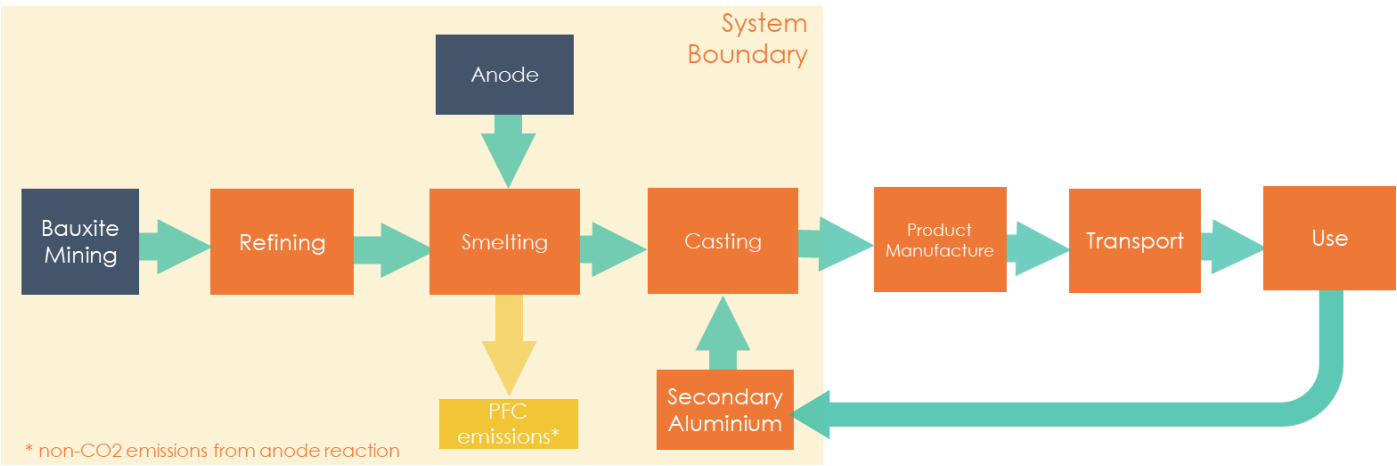 System
Boundary
Anode
Bauxite
Mining
Refining
Smelting
Casting
Product
Manufacture
Transport
Use
PFC
emissions*
Secondary
Aluminium
* non-CO2 emissions from anode reaction